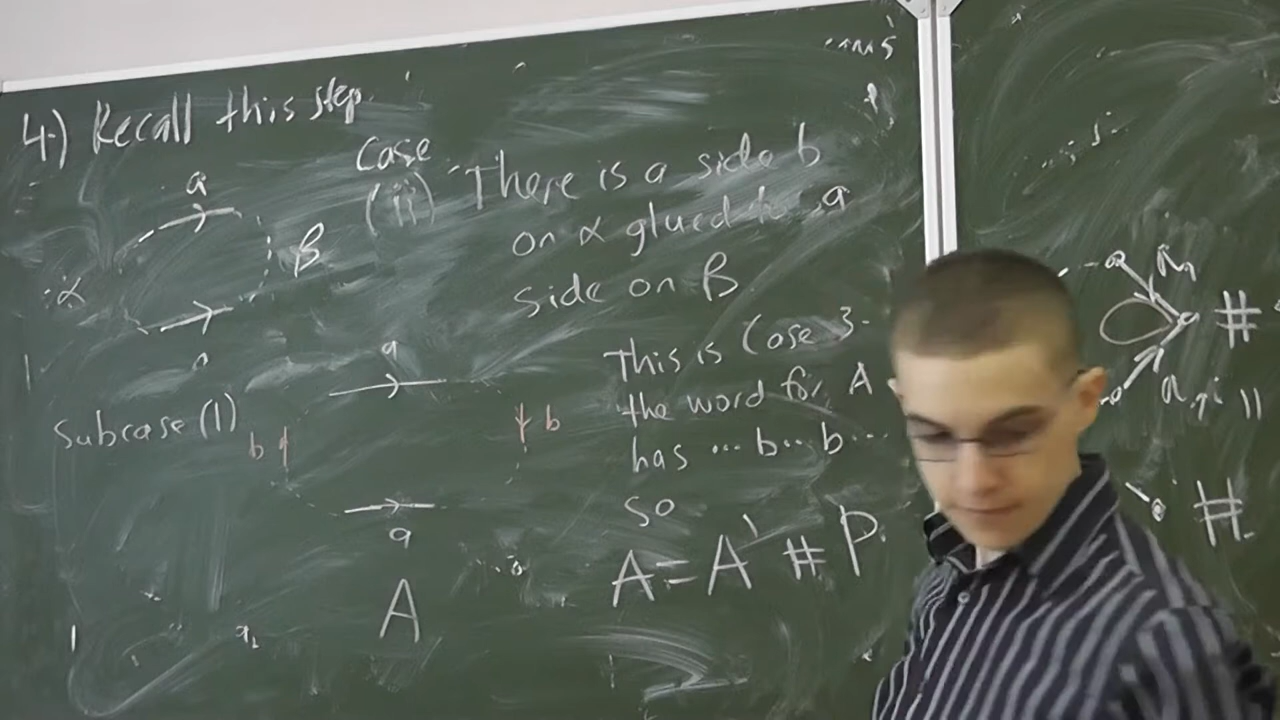 4.) Recall this step.
a
β
α
a
Case
(ii) There is a side b
on α glued to a
side on β
Subcase (1)
a
b
b
a
A
This is Case 3.
the word for A
has ... b ... b ...
so
A = A' # P
a
#
#